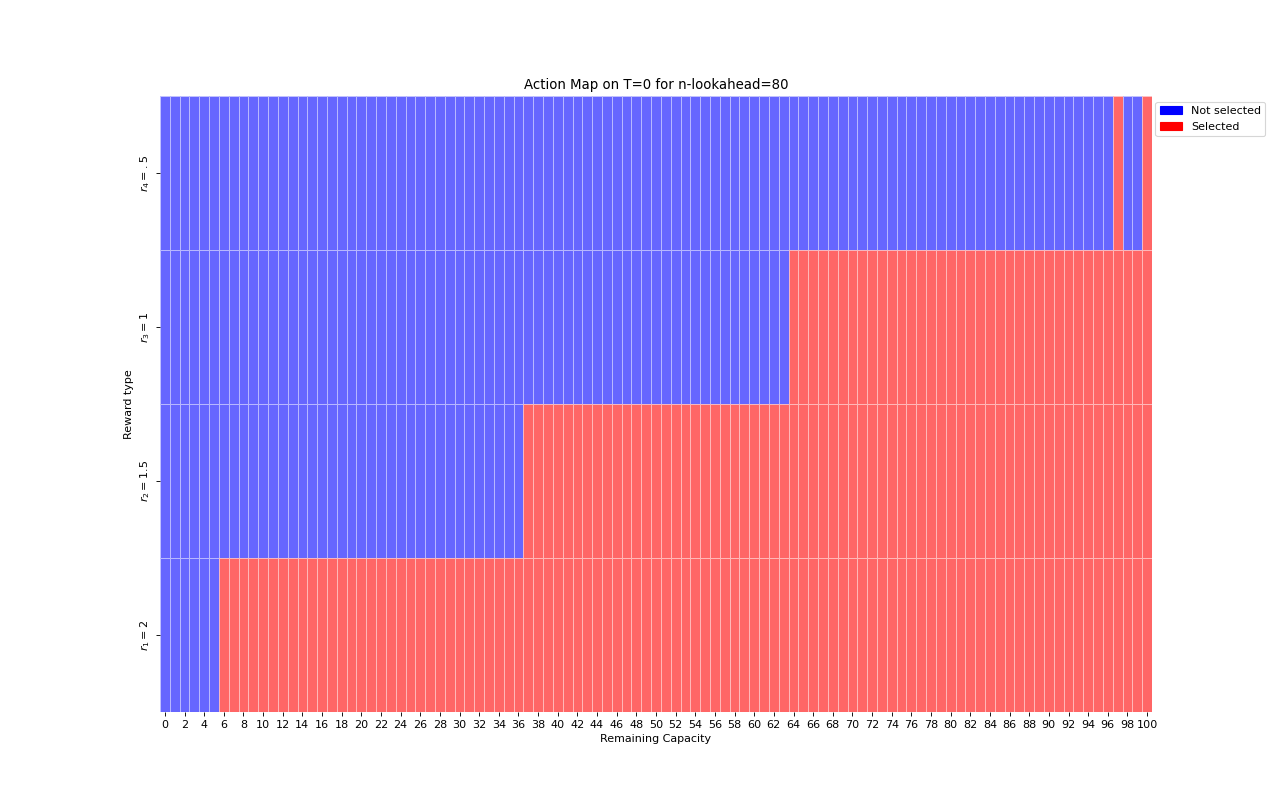 Action Map on T=0 for n-lookahead=80
Not selected
Selected
r₄ = .5
r₃ = 1
r₂ = 1.5
r₁ = 2
Reward type
0 2 4 6 8 10 12 14 16 18 20 22 24 26 28 30 32 34 36 38 40 42 44 46 48 50 52 54 56 58 60 62 64 66 68 70 72 74 76 78 80 82 84 86 88 90 92 94 96 98 100
Remaining Capacity